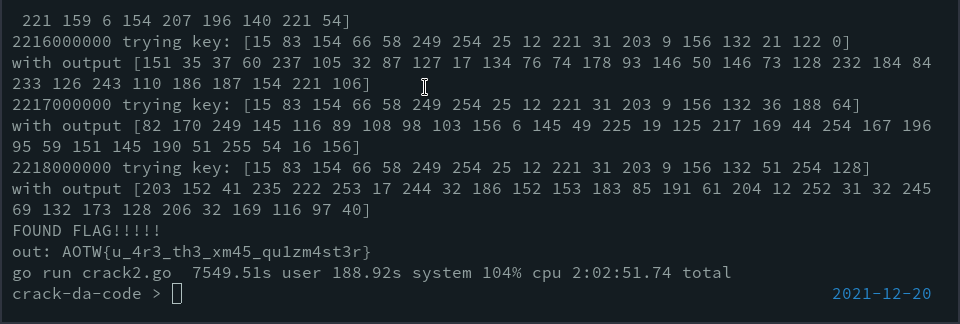 221 159 6 154 207 196 140 221 54]
2216000000 trying key: [15 83 154 66 58 249 254 25 12 221 31 203 9 156 132 21 122 0]
with output [151 35 37 60 237 105 32 87 127 17 134 76 74 178 93 146 50 146 73 128 232 184 84
233 126 243 110 186 187 154 221 106]
2217000000 trying key: [15 83 154 66 58 249 254 25 12 221 31 203 9 156 132 36 188 64]
with output [82 170 249 145 116 89 108 98 103 156 6 145 49 225 19 125 217 169 44 254 167 196
95 59 151 145 190 51 255 54 16 156]
2218000000 trying key: [15 83 154 66 58 249 254 25 12 221 31 203 9 156 132 51 254 128]
with output [203 152 41 235 222 253 17 244 32 186 152 153 183 85 191 61 204 12 252 31 32 245
69 132 173 128 206 32 169 116 97 40]
FOUND FLAG!!!!!
out: AOTW{u_4r3_th3_xm45_qu1zm4st3r}
go run crack2.go  7549.51s user 188.92s system 104% cpu 2:02:51.74 total
crack-da-code > 2021-12-20